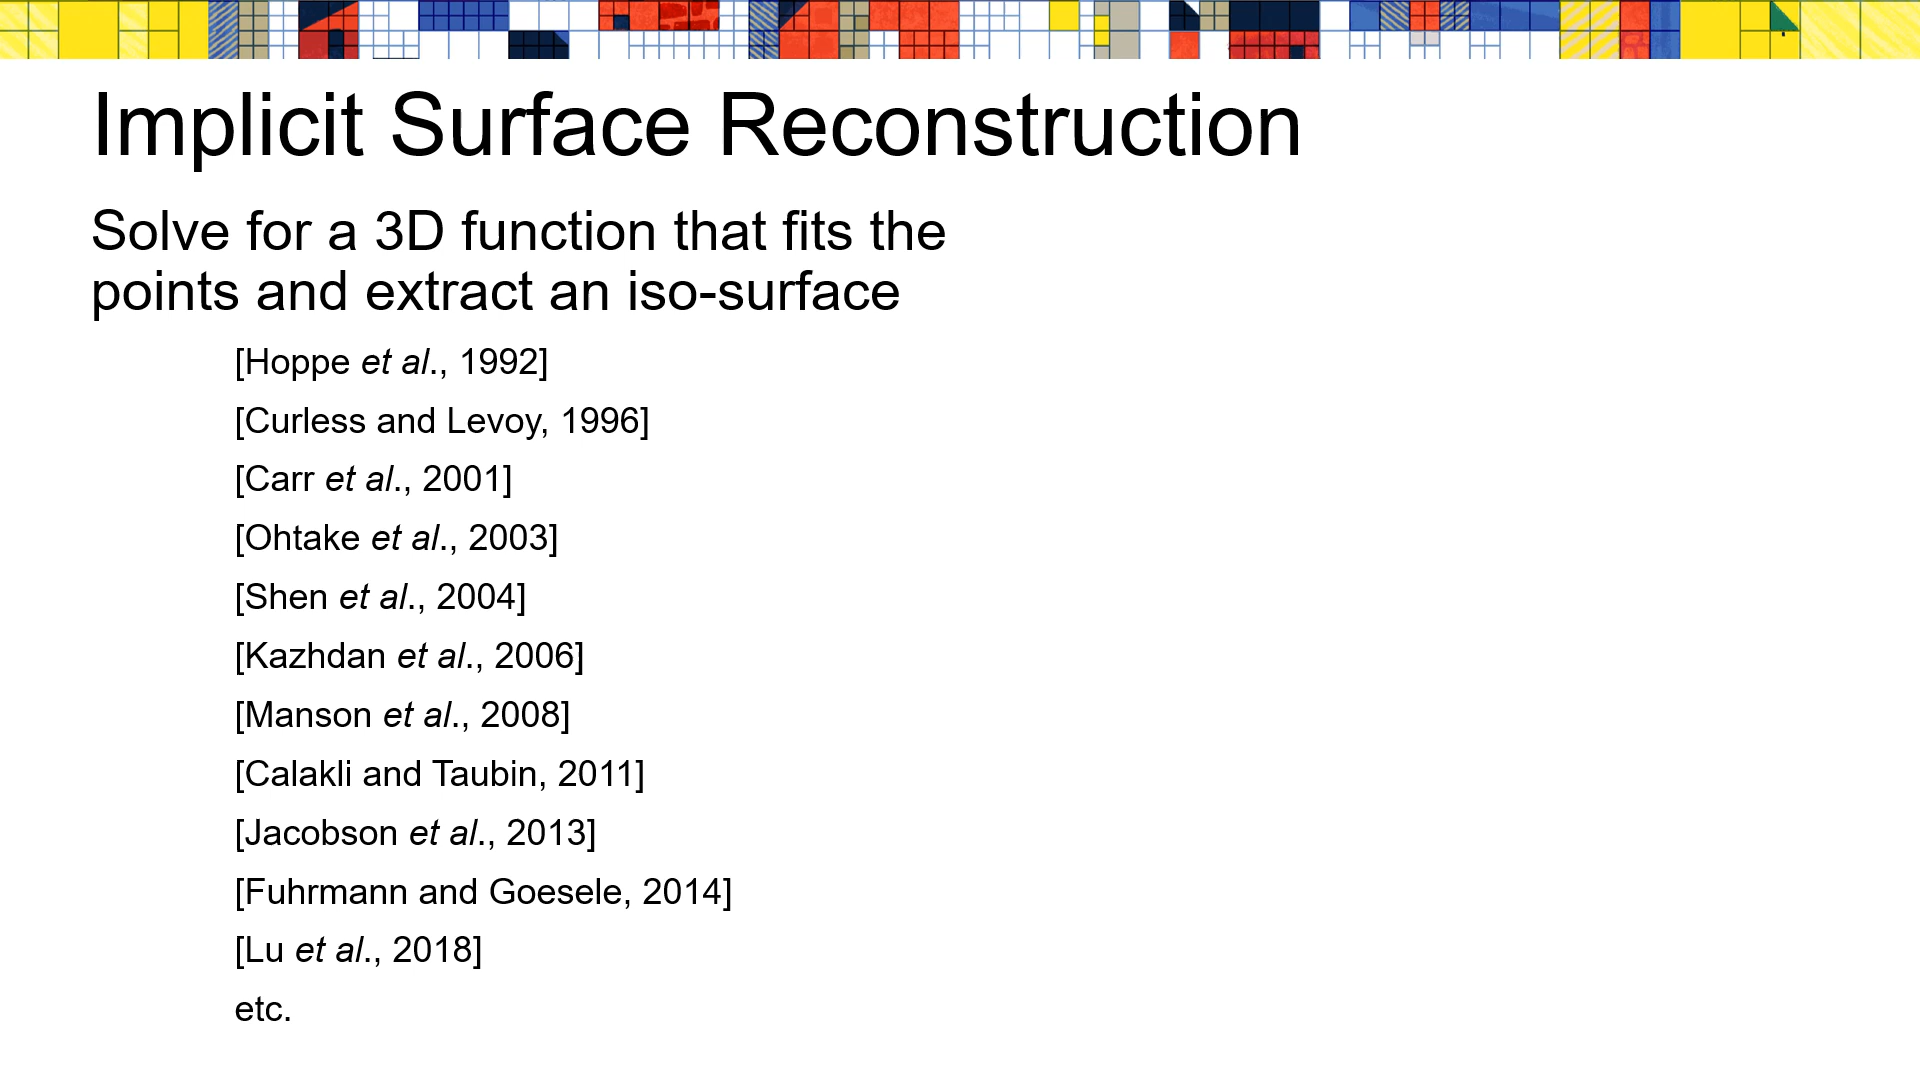 Implicit Surface Reconstruction
Solve for a 3D function that fits the
points and extract an iso-surface
[Hoppe et al., 1992]
[Curless and Levoy, 1996]
[Carr et al., 2001]
[Ohtake et al., 2003]
[Shen et al., 2004]
[Kazhdan et al., 2006]
[Manson et al., 2008]
[Calakli and Taubin, 2011]
[Jacobson et al., 2013]
[Fuhrmann and Goesele, 2014]
[Lu et al., 2018]
etc.